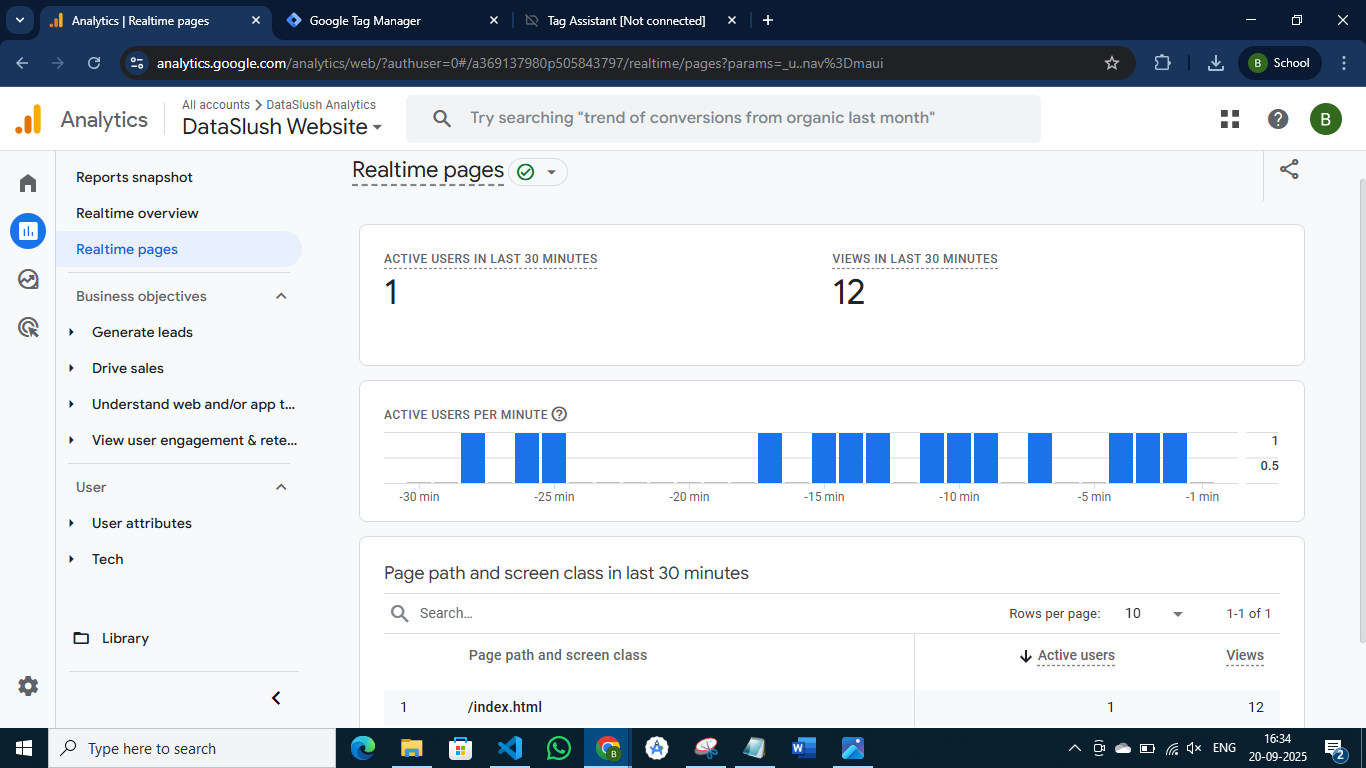 Analytics | Realtime pages
Google Tag Manager
Tag Assistant [Not connected]
analytics.google.com/analytics/web/?authuser=0#/a369137980p505843797/realtime/pages?params=_u..nav%3Dmaui
B School
Analytics
All accounts > DataSlush Analytics
DataSlush Website
Try searching "trend of conversions from organic last month"
B
Reports snapshot
Realtime overview
Realtime pages
Business objectives
Generate leads
Drive sales
Understand web and/or app t...
View user engagement & rete...
User
User attributes
Tech
Library
Realtime pages
ACTIVE USERS IN LAST 30 MINUTES
1
VIEWS IN LAST 30 MINUTES
12
ACTIVE USERS PER MINUTE
1
0.5
-30 min -25 min -20 min -15 min -10 min -5 min -1 min
Page path and screen class in last 30 minutes
Search...
Rows per page: 10 1-1 of 1
Page path and screen class Active users Views
1 /index.html 1 12
Type here to search
B
W
ENG
16:34
20-09-2025
2